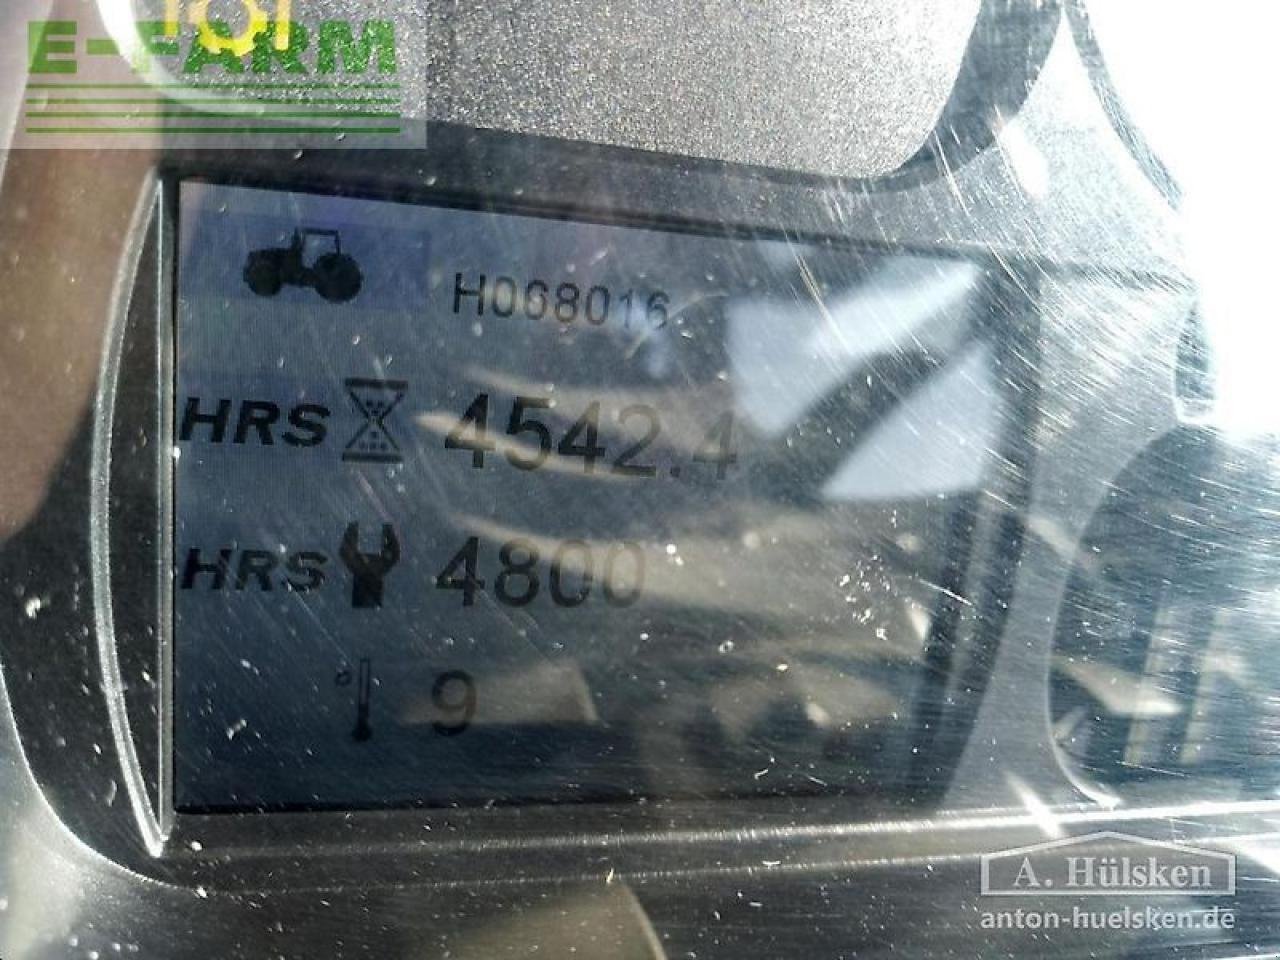 E-FARM
H068016
HRS 4542.4
HRS 4800
° 9
A. Hülsken
anton-huelsken.de